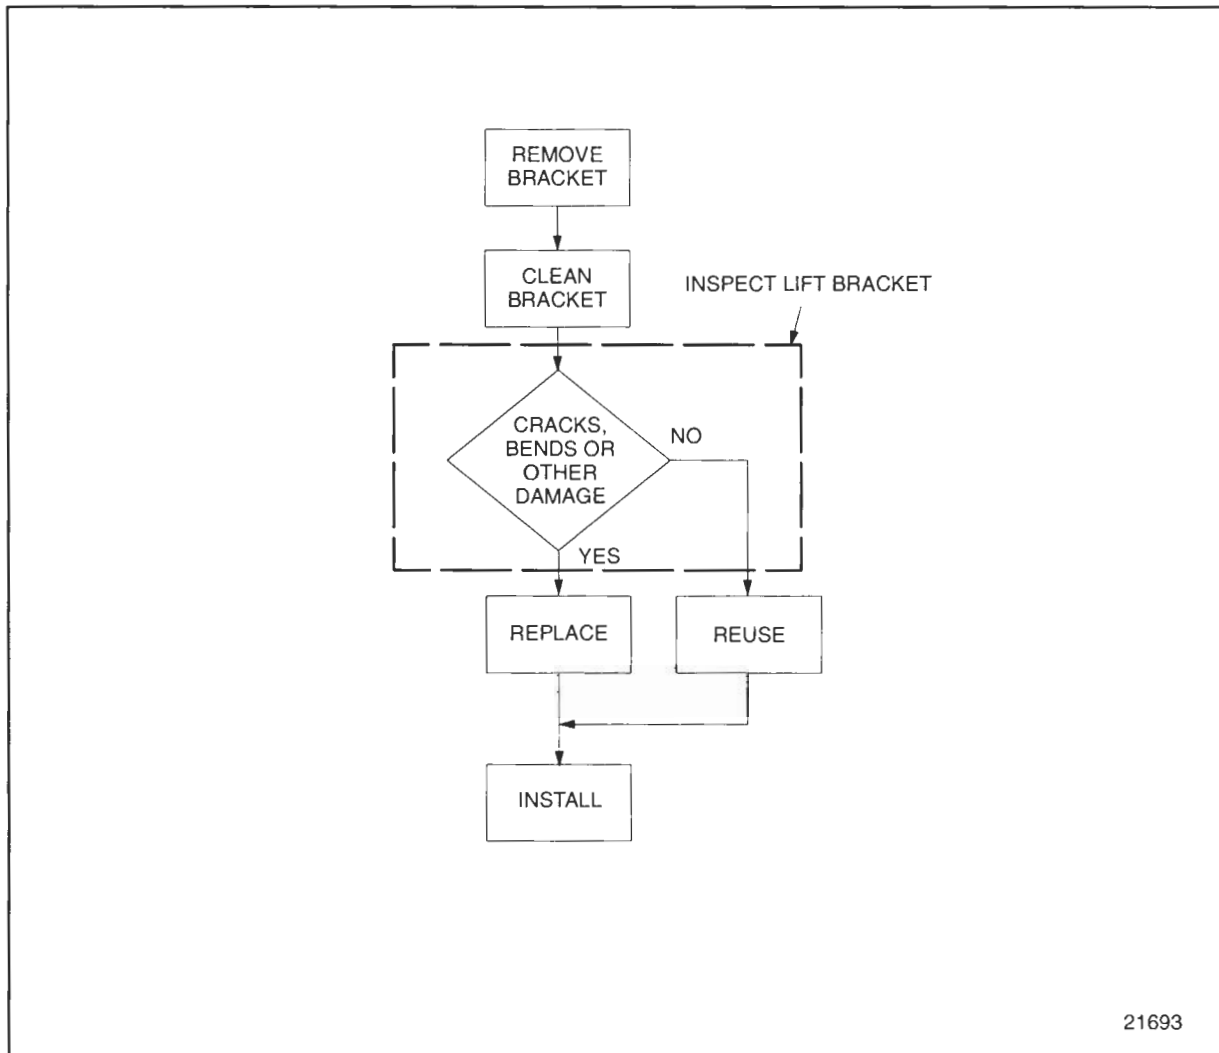 REMOVE
BRACKET
CLEAN
BRACKET
INSPECT LIFT BRACKET
CRACKS,
BENDS OR
OTHER
DAMAGE
NO
YES
REPLACE
REUSE
INSTALL
21693